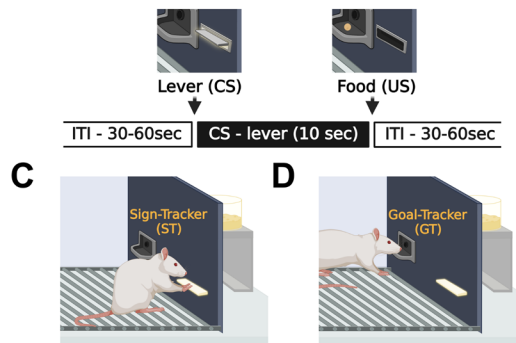 Lever (CS)
Food (US)
ITI - 30-60sec
CS - lever (10 sec)
ITI - 30-60sec
C
Sign-Tracker
(ST)
D
Goal-Tracker
(GT)